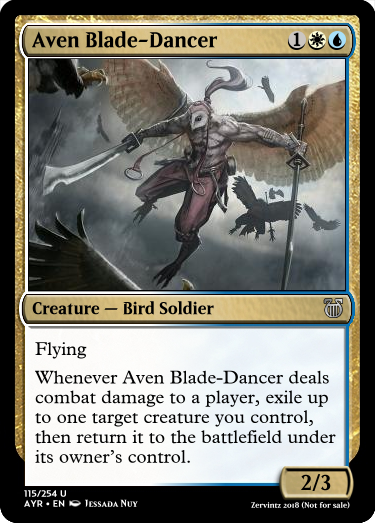 Aven Blade-Dancer 1
Creature — Bird Soldier
Flying
Whenever Aven Blade-Dancer deals
combat damage to a player, exile up
to one target creature you control,
then return it to the battlefield under
its owner's control.
2/3
115/254 U
AYR • EN Jessada Nuy
Zervintz 2018 (Not for sale)